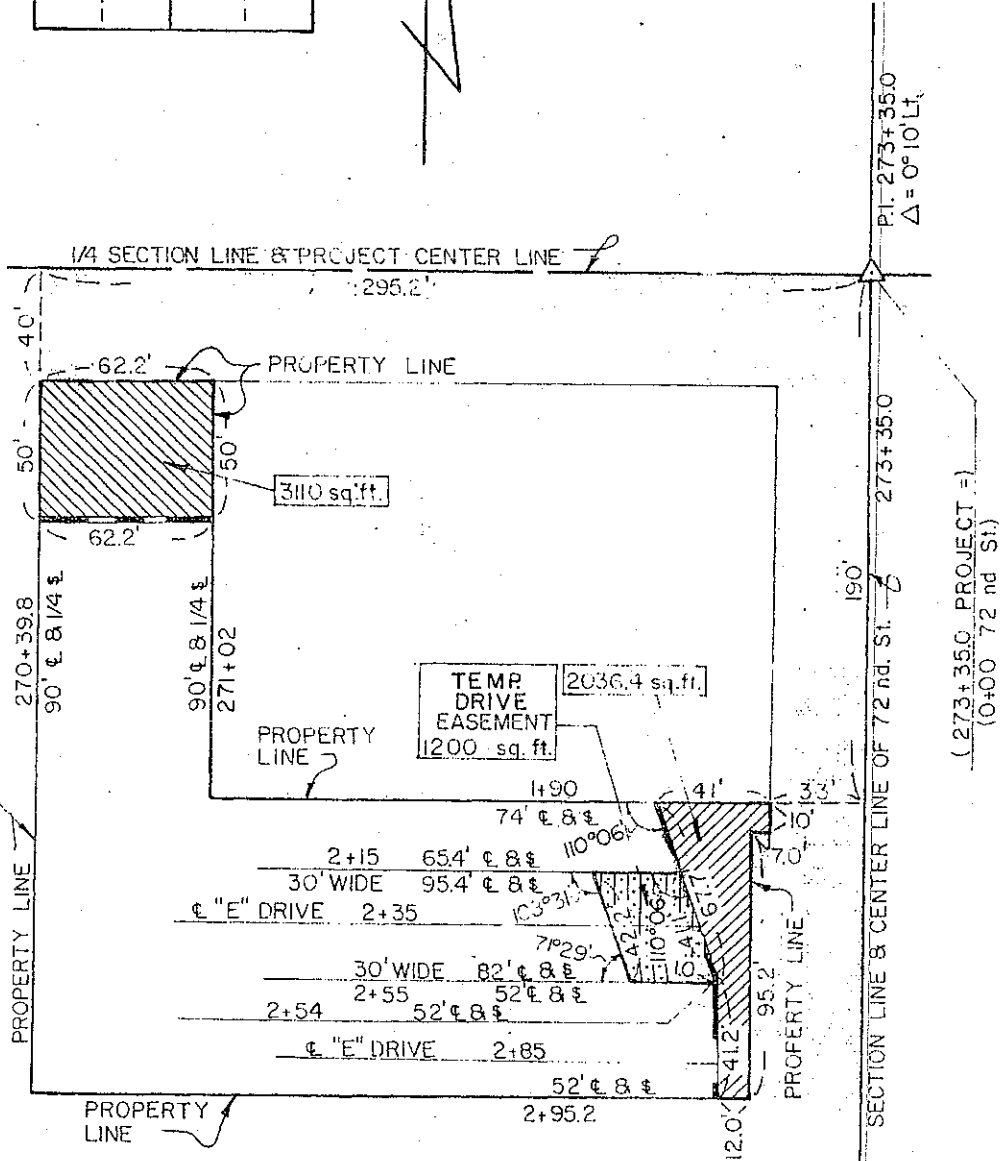 P.I. 273+35.0
Δ = 0°10' Lt.
1/4 SECTION LINE & PROJECT CENTER LINE
295.2'
40'
62.2'
PROPERTY LINE
50'
50'
3110 sq. ft.
62.2'
270+39.8
90' ℄ & 1/4 ⅊
90' ℄ & 1/4 ⅊
271+02
273+35.0
190'
(273+35.0 PROJECT =)
(0+00 72 nd St.)
TEMP.
DRIVE
EASEMENT
1200 sq. ft.
2036.4 sq. ft.
PROPERTY
LINE
1+90
74' ℄ & ⅊
41'
33'
10'
7.0'
110°06'
2+15 65.4' ℄ & ⅊
30' WIDE 95.4' ℄ & ⅊
℄ "E" DRIVE 2+35
103°31'
42.2'
110°06'
61.7'
71°29'
30' WIDE 82' ℄ & ⅊
2+55 52' ℄ & ⅊
2+54 52' ℄ & ⅊
℄ "E" DRIVE 2+85
41.2'
95.2'
PROPERTY LINE
52' ℄ & ⅊
2+95.2
12.0'
PROPERTY LINE
PROPERTY
LINE
SECTION LINE & CENTER LINE OF 72 nd. St.